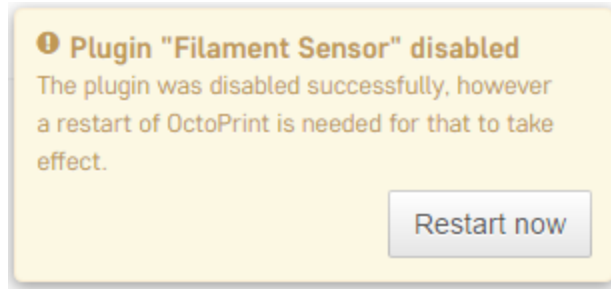 Plugin "Filament Sensor" disabled
The plugin was disabled successfully, however
a restart of OctoPrint is needed for that to take
effect.
Restart now